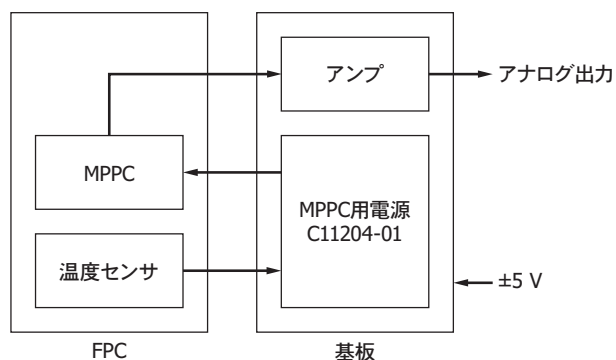 アンプ
アナログ出力
MPPC
MPPC用電源
C11204-01
温度センサ
±5 V
FPC
基板